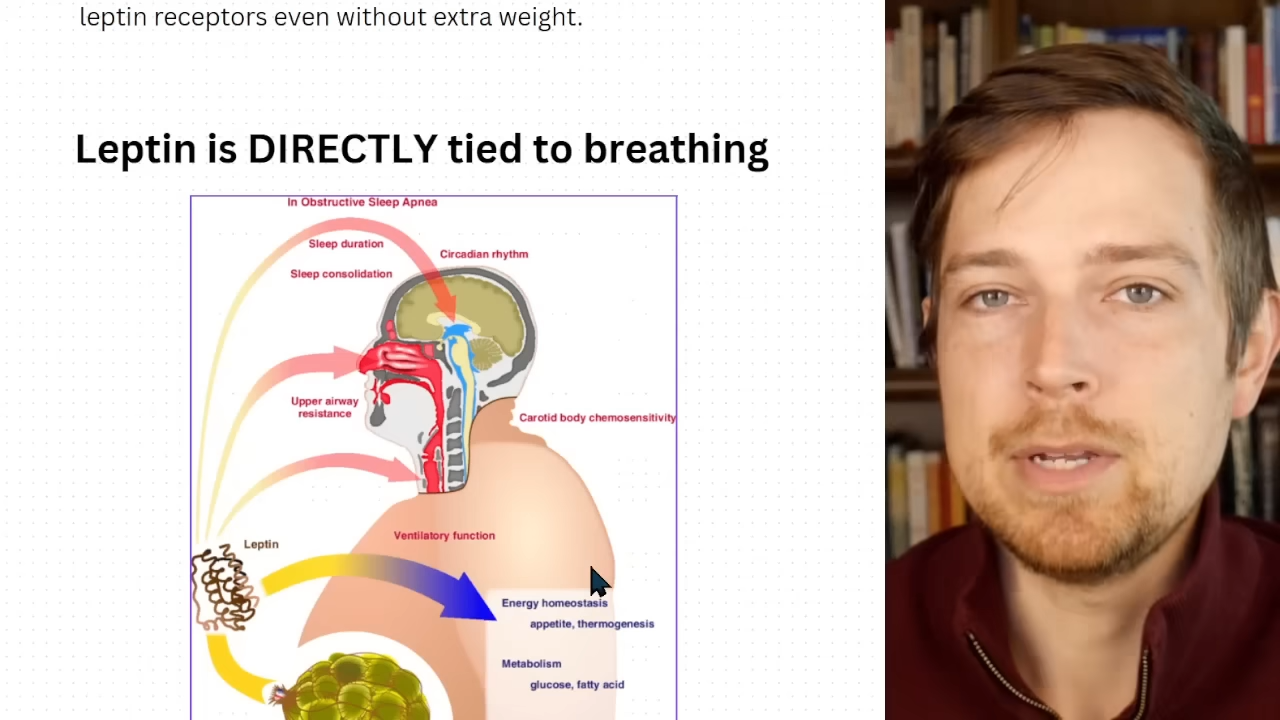 leptin receptors even without extra weight.
Leptin is DIRECTLY tied to breathing
In Obstructive Sleep Apnea
Sleep duration
Circadian rhythm
Sleep consolidation
Upper airway
resistance
Carotid body chemosensitivity
Ventilatory function
Leptin
Energy homeostasis
appetite, thermogenesis
Metabolism
glucose, fatty acid